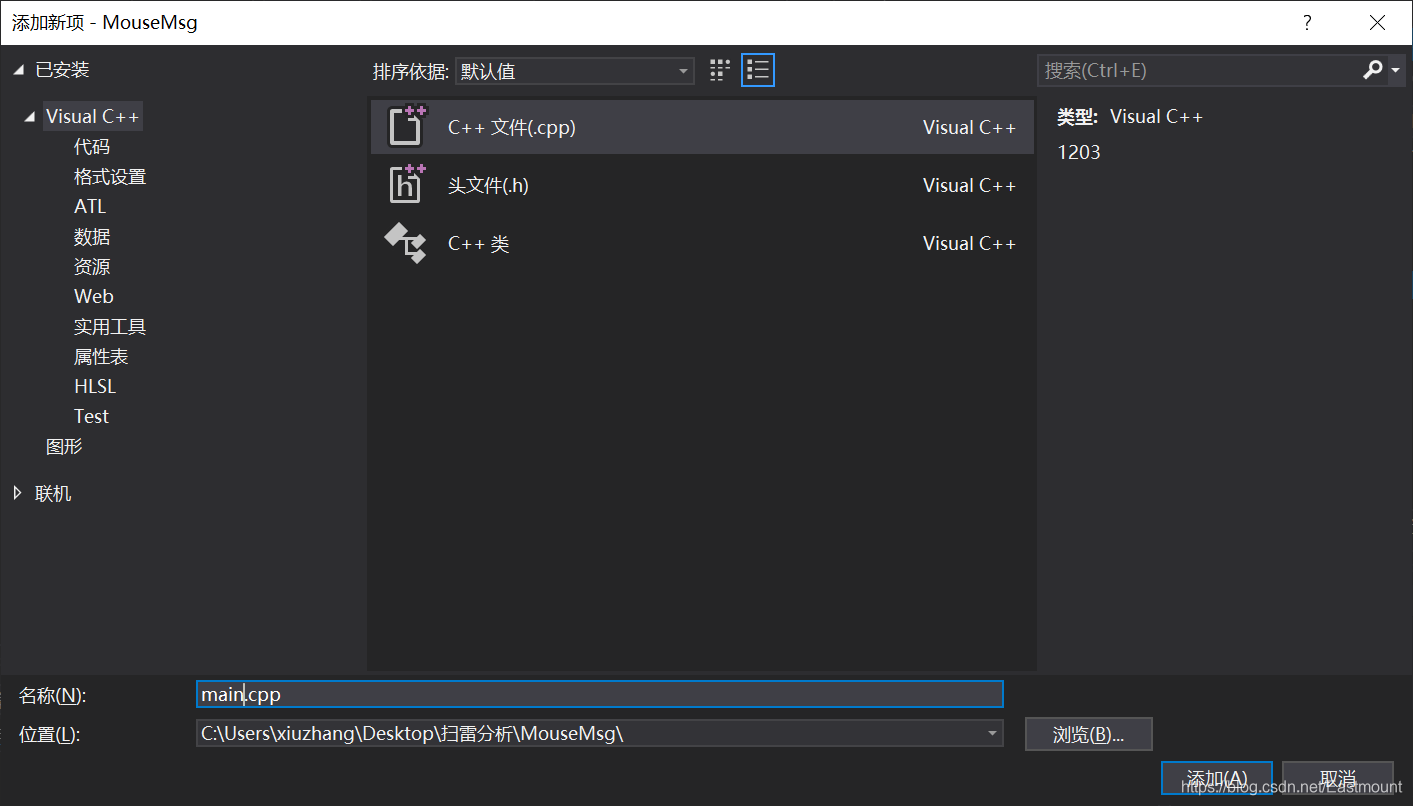 添加新项 - MouseMsg
?
已安装
Visual C++
代码
格式设置
ATL
数据
资源
Web
实用工具
属性表
HLSL
Test
图形
联机
排序依据: 默认值
C++ 文件(.cpp) Visual C++
头文件(.h) Visual C++
C++ 类 Visual C++
搜索(Ctrl+E)
类型: Visual C++
1203
名称(N): main.cpp
位置(L): C:\Users\xiuzhang\Desktop\扫雷分析\MouseMsg\
浏览(B)...
添加(A) 取消
https://blog.csdn.net/Eastmount